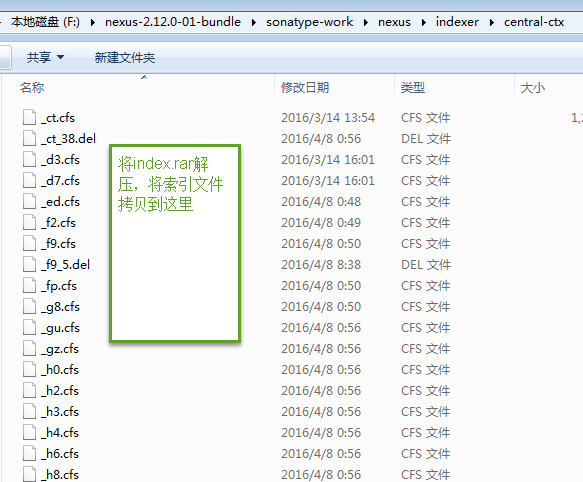 本地磁盘 (F:) nexus-2.12.0-01-bundle sonatype-work nexus indexer central-ctx
共享 新建文件夹
名称 修改日期 类型 大小
_ct.cfs 2016/3/14 13:54 CFS 文件 1,
_ct_38.del 2016/4/8 0:56 DEL 文件
_d3.cfs 2016/3/14 16:01 CFS 文件
_d7.cfs 2016/3/14 16:01 CFS 文件
_ed.cfs 2016/4/8 0:48 CFS 文件
_f2.cfs 2016/4/8 0:49 CFS 文件
_f9.cfs 2016/4/8 0:50 CFS 文件
_f9_5.del 2016/4/8 8:38 DEL 文件
_fp.cfs 2016/4/8 0:50 CFS 文件
_g8.cfs 2016/4/8 0:50 CFS 文件
_gu.cfs 2016/4/8 0:56 CFS 文件
_gz.cfs 2016/4/8 0:56 CFS 文件
_h0.cfs 2016/4/8 0:56 CFS 文件
_h2.cfs 2016/4/8 0:56 CFS 文件
_h3.cfs 2016/4/8 0:56 CFS 文件
_h4.cfs 2016/4/8 0:56 CFS 文件
_h6.cfs 2016/4/8 0:56 CFS 文件
_h8.cfs 2016/4/8 0:56 CFS 文件
将index.rar解
压，将索引文件
拷贝到这里